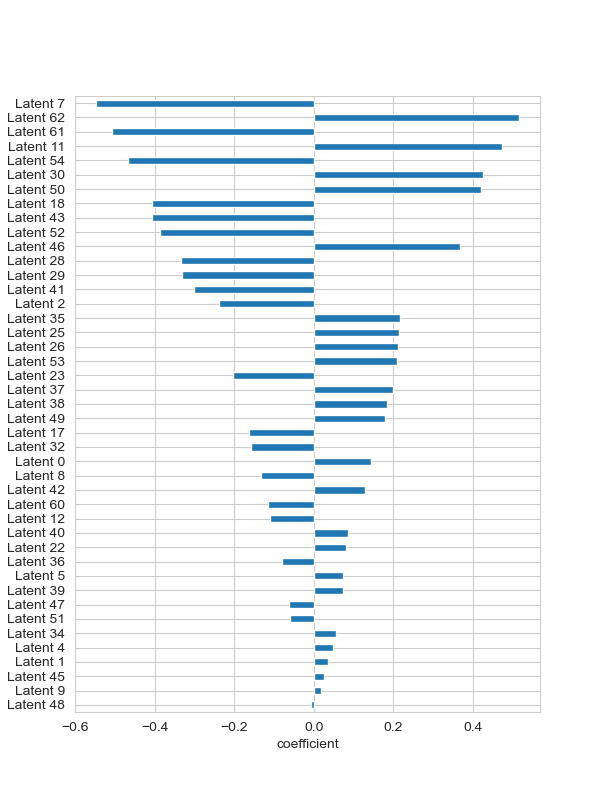 Latent 7
Latent 62
Latent 61
Latent 11
Latent 54
Latent 30
Latent 50
Latent 18
Latent 43
Latent 52
Latent 46
Latent 28
Latent 29
Latent 41
Latent 2
Latent 35
Latent 25
Latent 26
Latent 53
Latent 23
Latent 37
Latent 38
Latent 49
Latent 17
Latent 32
Latent 0
Latent 8
Latent 42
Latent 60
Latent 12
Latent 40
Latent 22
Latent 36
Latent 5
Latent 39
Latent 47
Latent 51
Latent 34
Latent 4
Latent 1
Latent 45
Latent 9
Latent 48
−0.6 −0.4 −0.2 0.0 0.2 0.4
coefficient